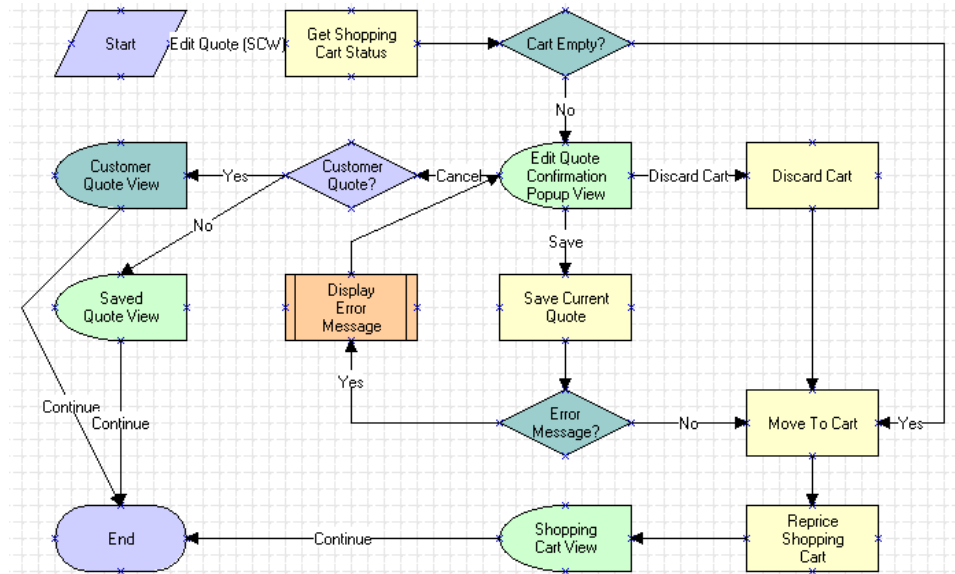 Start
Edit Quote (SCW)
Get Shopping
Cart Status
Cart Empty?
No
Customer
Quote View
Yes
Customer
Quote?
Cancel
Edit Quote
Confirmation
Popup View
Discard Cart
Discard Cart
No
Save
Saved
Quote View
Display
Error
Message
Save Current
Quote
Yes
Continue
Continue
Error
Message?
No
Move To Cart
Yes
End
Continue
Shopping
Cart View
Reprice
Shopping
Cart